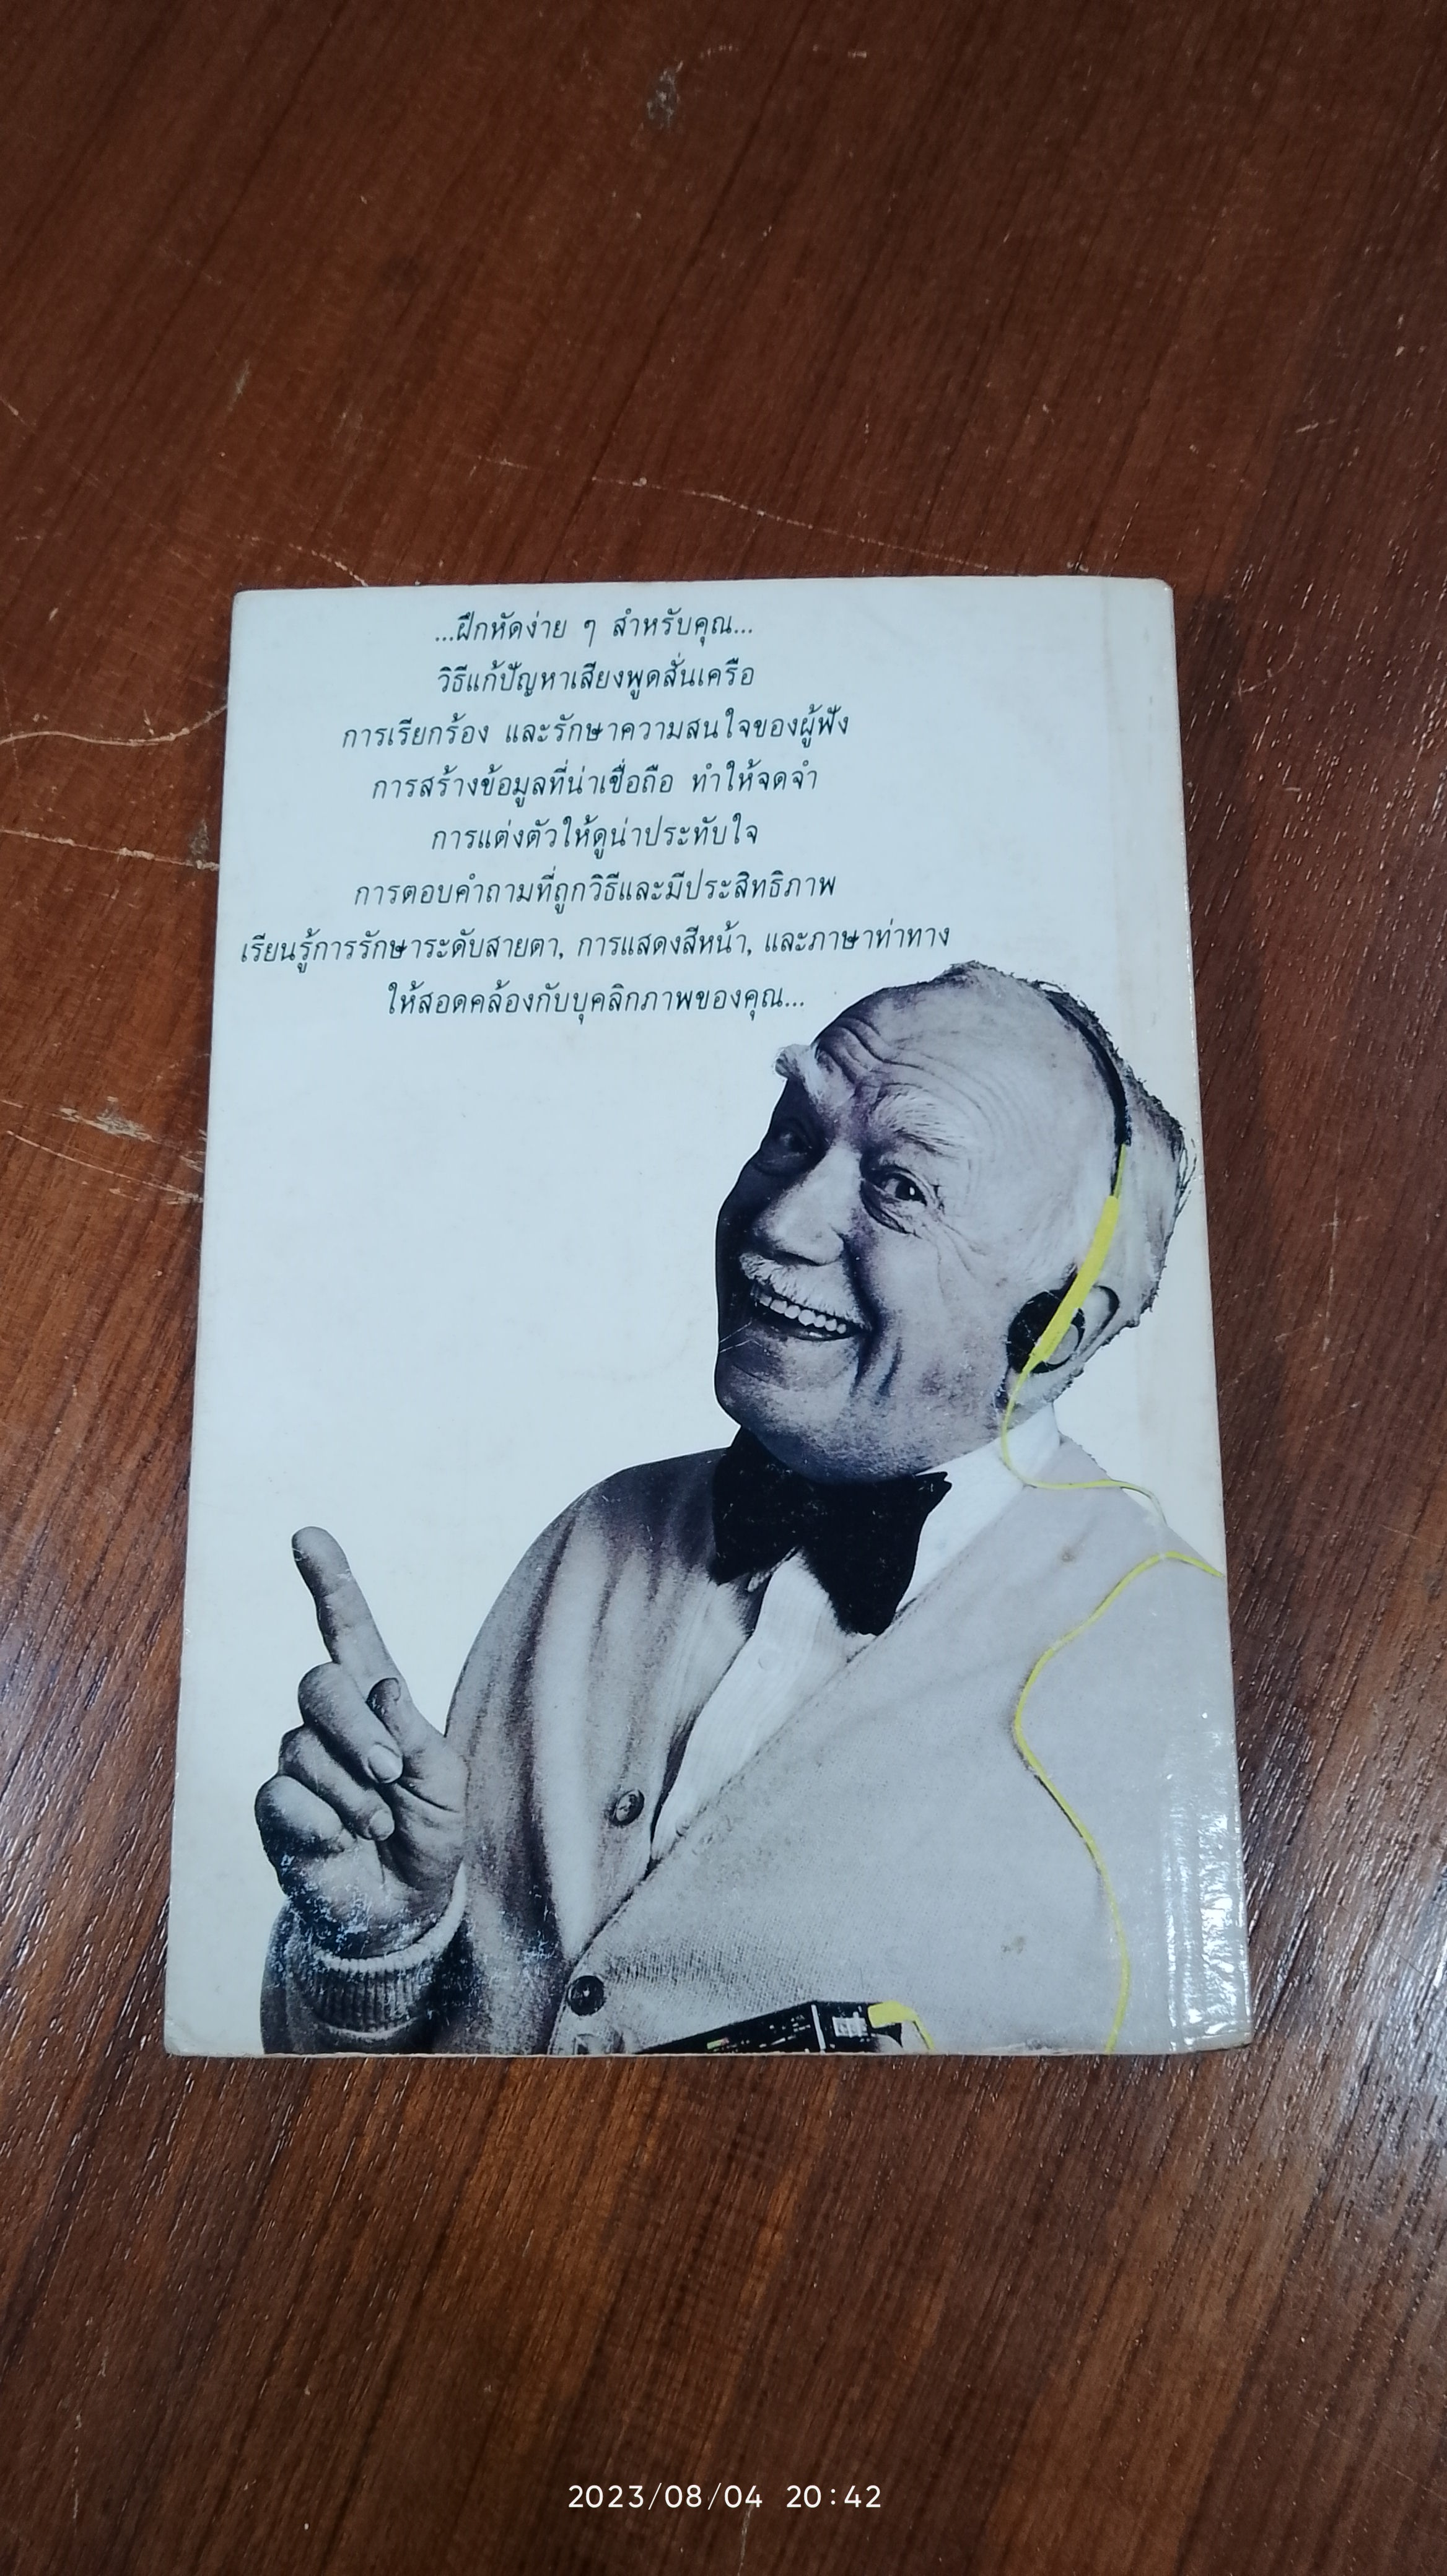 ...ฝึกหัดง่าย ๆ สำหรับคุณ...
วิธีแก้ปัญหาเสียงพูดสั่นเครือ
การเรียกร้อง และรักษาความสนใจของผู้ฟัง
การสร้างข้อมูลที่น่าเชื่อถือ ทำให้จดจำ
การแต่งตัวให้ดูน่าประทับใจ
การตอบคำถามที่ถูกวิธีและมีประสิทธิภาพ
เรียนรู้การรักษาระดับสายตา, การแสดงสีหน้า, และภาษาท่าทาง
ให้สอดคล้องกับบุคลิกภาพของคุณ...
2023/08/04 20:42